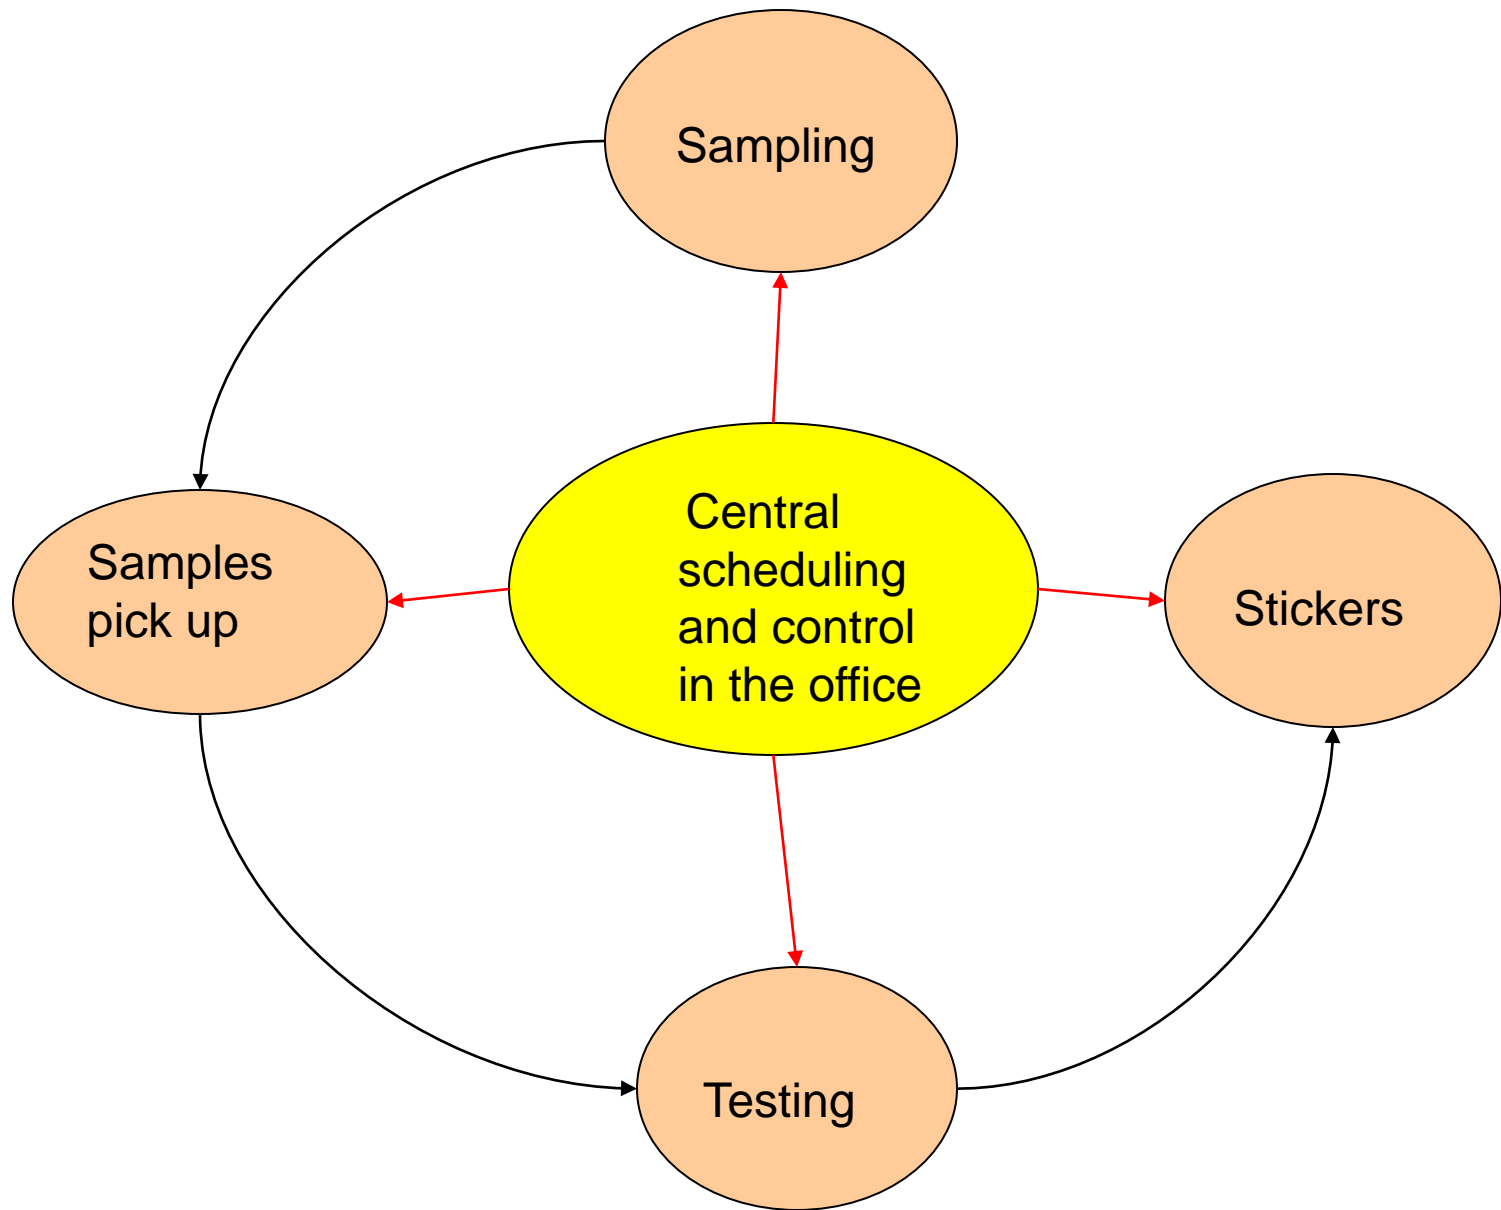 Sampling
Central
scheduling
and control
in the office
Samples
pick up
Stickers
Testing